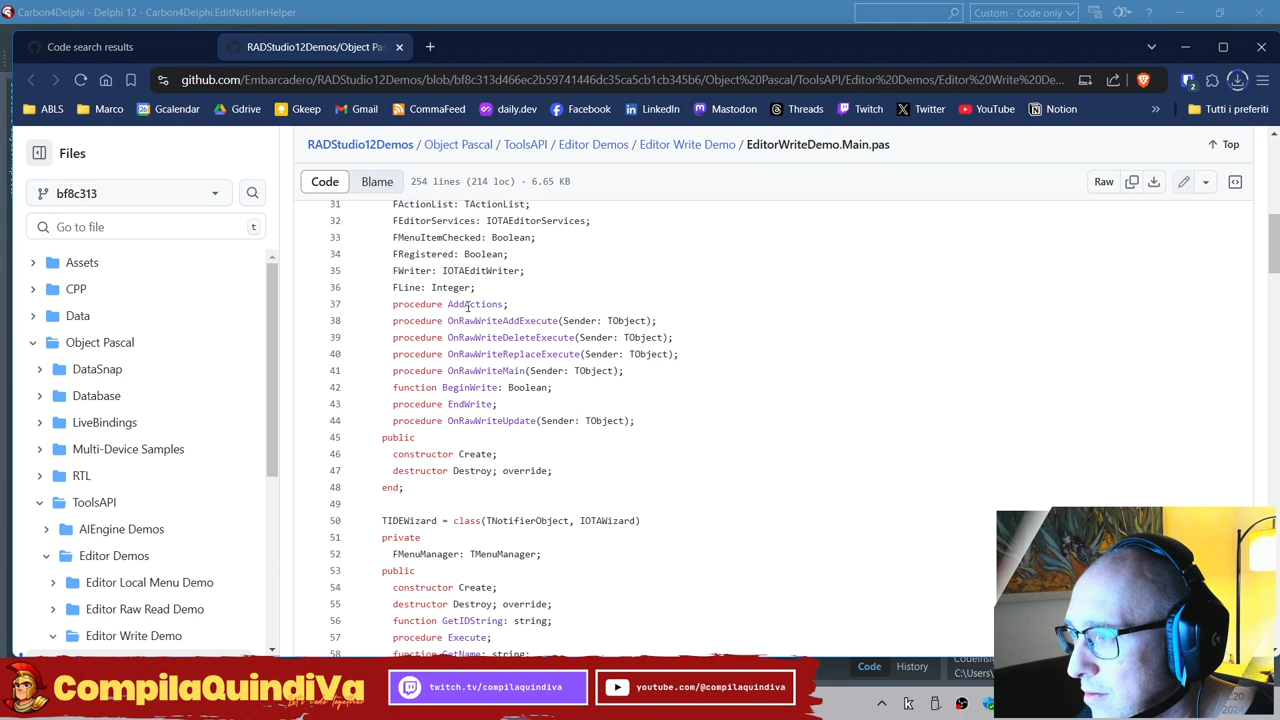 Carbon4Delphi - Delphi 12 - Carbon4Delphi.EditNotifierHelper
Custom - Code only
Code search results
RADStudio12Demos/Object Pa
github.com/Embarcadero/RADStudio12Demos/blob/bf8c313d466ec2b59741446dc35ca5cb1cb345b6/Object%20Pascal/ToolsAPI/Editor%20Demos/Editor%20Write%20De...
2
ABLS
Marco
Gcalendar
Gdrive
Gkeep
Gmail
CommaFeed
daily.dev
Facebook
LinkedIn
Mastodon
Threads
Twitch
Twitter
YouTube
Notion
»
Tutti i preferiti
Files
RADStudio12Demos / Object Pascal / ToolsAPI / Editor Demos / Editor Write Demo / EditorWriteDemo.Main.pas
Top
bf8c313
Code
Blame
254 lines (214 loc) · 6.65 KB
Raw
Go to file
t
Assets
CPP
Data
Object Pascal
DataSnap
Database
LiveBindings
Multi-Device Samples
RTL
ToolsAPI
AIEngine Demos
Editor Demos
Editor Local Menu Demo
Editor Raw Read Demo
Editor Write Demo
31 FActionList: TActionList;
32 FEditorServices: IOTAEditorServices;
33 FMenuItemChecked: Boolean;
34 FRegistered: Boolean;
35 FWriter: IOTAEditWriter;
36 FLine: Integer;
37 procedure AddActions;
38 procedure OnRawWriteAddExecute(Sender: TObject);
39 procedure OnRawWriteDeleteExecute(Sender: TObject);
40 procedure OnRawWriteReplaceExecute(Sender: TObject);
41 procedure OnRawWriteMain(Sender: TObject);
42 function BeginWrite: Boolean;
43 procedure EndWrite;
44 procedure OnRawWriteUpdate(Sender: TObject);
45 public
46 constructor Create;
47 destructor Destroy; override;
48 end;
49
50 TIDEWizard = class(TNotifierObject, IOTAWizard)
51 private
52 FMenuManager: TMenuManager;
53 public
54 constructor Create;
55 destructor Destroy; override;
56 function GetIDString: string;
57 procedure Execute;
58 function GetName: string;
CompilaQuindiVa
Let's code Together
twitch.tv/compilaquindiva
youtube.com/@compilaquindiva
Code
History
C:\Users\